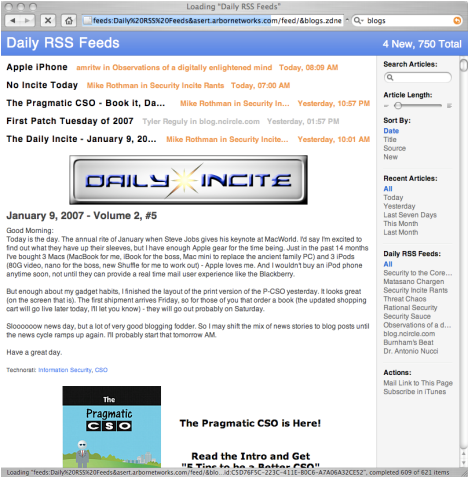 Loading "Daily RSS Feeds"
feeds:Daily%20RSS%20Feeds&asert.arbornetworks.com/feed/&blogs.zdne
blogs
Daily RSS Feeds
4 New, 750 Total
Apple iPhone amritw in Observations of a digitally enlightened mind Today, 08:09 AM
No Incite Today Mike Rothman in Security Incite Rants Today, 07:00 AM
The Pragmatic CSO - Book it, Da... Mike Rothman in Security In... Yesterday, 10:57 PM
First Patch Tuesday of 2007 Tyler Reguly in blog.ncircle.com Yesterday, 01:57 PM
The Daily Incite - January 9, 20... Mike Rothman in Security Incite... Yesterday, 10:01 AM
DAILY INCITE
January 9, 2007 - Volume 2, #5
Good Morning:
Today is the day. The annual rite of January when Steve Jobs gives his keynote at MacWorld. I'd say I'm excited to
find out what they have up their sleeves, but I have enough Apple gear for the time being. Just in the past 14 months
I've bought 3 Macs (MacBook for me, iBook for the boss, Mac mini to replace the ancient family PC) and 3 iPods
(80G video, nano for the boss, new Shuffle for me to work out) - Apple loves me. And I wouldn't buy an iPod phone
anytime soon, not until they can provide a real time mail user experience like the Blackberry.
But enough about my gadget habits, I finished the layout of the print version of the P-CSO yesterday. It looks great
(on the screen that is). The first shipment arrives Friday, so for those of you that order a book (the updated shopping
cart will go live later today, I'll let you know) - they will go out probably on Saturday.
Slooooooow news day, but a lot of very good blogging fodder. So I may shift the mix of news stories to blog posts until
the news cycle ramps up again. I'll probably start that tomorrow AM.
Have a great day.
Technorati: Information Security, CSO
The
Pragmatic
CSO
The Pragmatic CSO is Here!
Read the Intro and Get
"5 Tips to be a Better CSO"
Search Articles:
Article Length:
Sort By:
Date
Title
Source
New
Recent Articles:
All
Today
Yesterday
Last Seven Days
This Month
Last Month
Daily RSS Feeds:
All
Security to the Core...
Matasano Chargen
Security Incite Rants
Threat Chaos
Rational Security
Security Sauce
Observations of a d...
blog.ncircle.com
Burnham's Beat
Dr. Antonio Nucci
Actions:
Mail Link to This Page
Subscribe in iTunes
Loading "feeds:Daily%20RSS%20Feeds&asert.arbornetworks.com/feed/&blo...id:C5D76F5C-223C-411E-80C6-A7A06A32CE52", completed 609 of 621 items